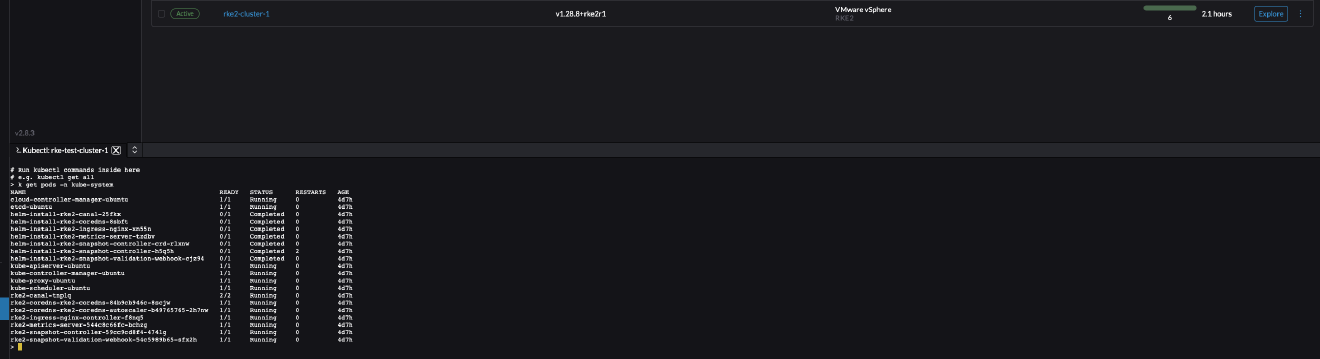 Active rke2-cluster-1 v1.28.8+rke2r1 VMware vSphere 6 2.1 hours Explore
RKE2
v2.8.3
Kubectl: rke-test-cluster-1
# Run kubectl commands inside here
# e.g. kubectl get all
> k get pods -n kube-system
NAME READY STATUS RESTARTS AGE
cloud-controller-manager-ubuntu 1/1 Running 0 4d7h
etcd-ubuntu 1/1 Running 0 4d7h
helm-install-rke2-canal-25fkx 0/1 Completed 0 4d7h
helm-install-rke2-coredns-8sbft 0/1 Completed 0 4d7h
helm-install-rke2-ingress-nginx-xn55n 0/1 Completed 0 4d7h
helm-install-rke2-metrics-server-tzdbv 0/1 Completed 0 4d7h
helm-install-rke2-snapshot-controller-crd-rlxnw 0/1 Completed 0 4d7h
helm-install-rke2-snapshot-controller-h5q5h 0/1 Completed 2 4d7h
helm-install-rke2-snapshot-validation-webhook-cjz94 0/1 Completed 0 4d7h
kube-apiserver-ubuntu 1/1 Running 0 4d7h
kube-controller-manager-ubuntu 1/1 Running 0 4d7h
kube-proxy-ubuntu 1/1 Running 0 4d7h
kube-scheduler-ubuntu 1/1 Running 0 4d7h
rke2-canal-tnplq 2/2 Running 0 4d7h
rke2-coredns-rke2-coredns-84b9cb946c-8scjw 1/1 Running 0 4d7h
rke2-coredns-rke2-coredns-autoscaler-b49765765-2h7nw 1/1 Running 0 4d7h
rke2-ingress-nginx-controller-f8nq5 1/1 Running 0 4d7h
rke2-metrics-server-544c8c66fc-bchzg 1/1 Running 0 4d7h
rke2-snapshot-controller-59cc9cd8f4-4741g 1/1 Running 0 4d7h
rke2-snapshot-validation-webhook-54c5989b65-sfx2h 1/1 Running 0 4d7h
>